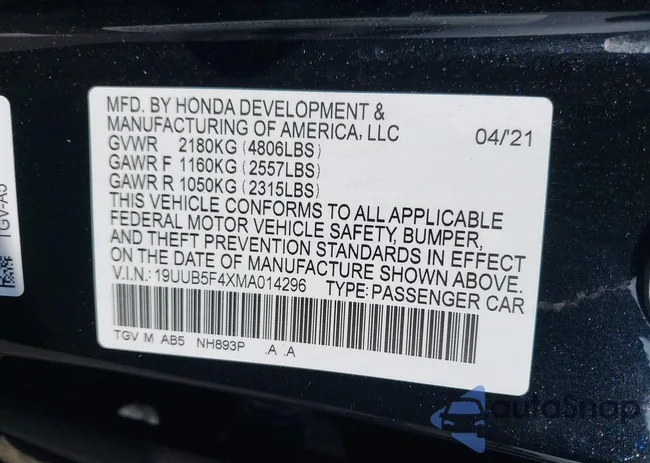 MFD. BY HONDA DEVELOPMENT &
MANUFACTURING OF AMERICA, LLC 04/'21
GVWR 2180KG (4806LBS)
GAWR F 1160KG (2557LBS)
GAWR R 1050KG (2315LBS)
THIS VEHICLE CONFORMS TO ALL APPLICABLE
FEDERAL MOTOR VEHICLE SAFETY, BUMPER,
AND THEFT PREVENTION STANDARDS IN EFFECT
ON THE DATE OF MANUFACTURE SHOWN ABOVE.
V.I.N.: 19UUB5F4XMA014296 TYPE: PASSENGER CAR
TGV M AB5 NH893P .A .A
TGV-A5
autoSnap